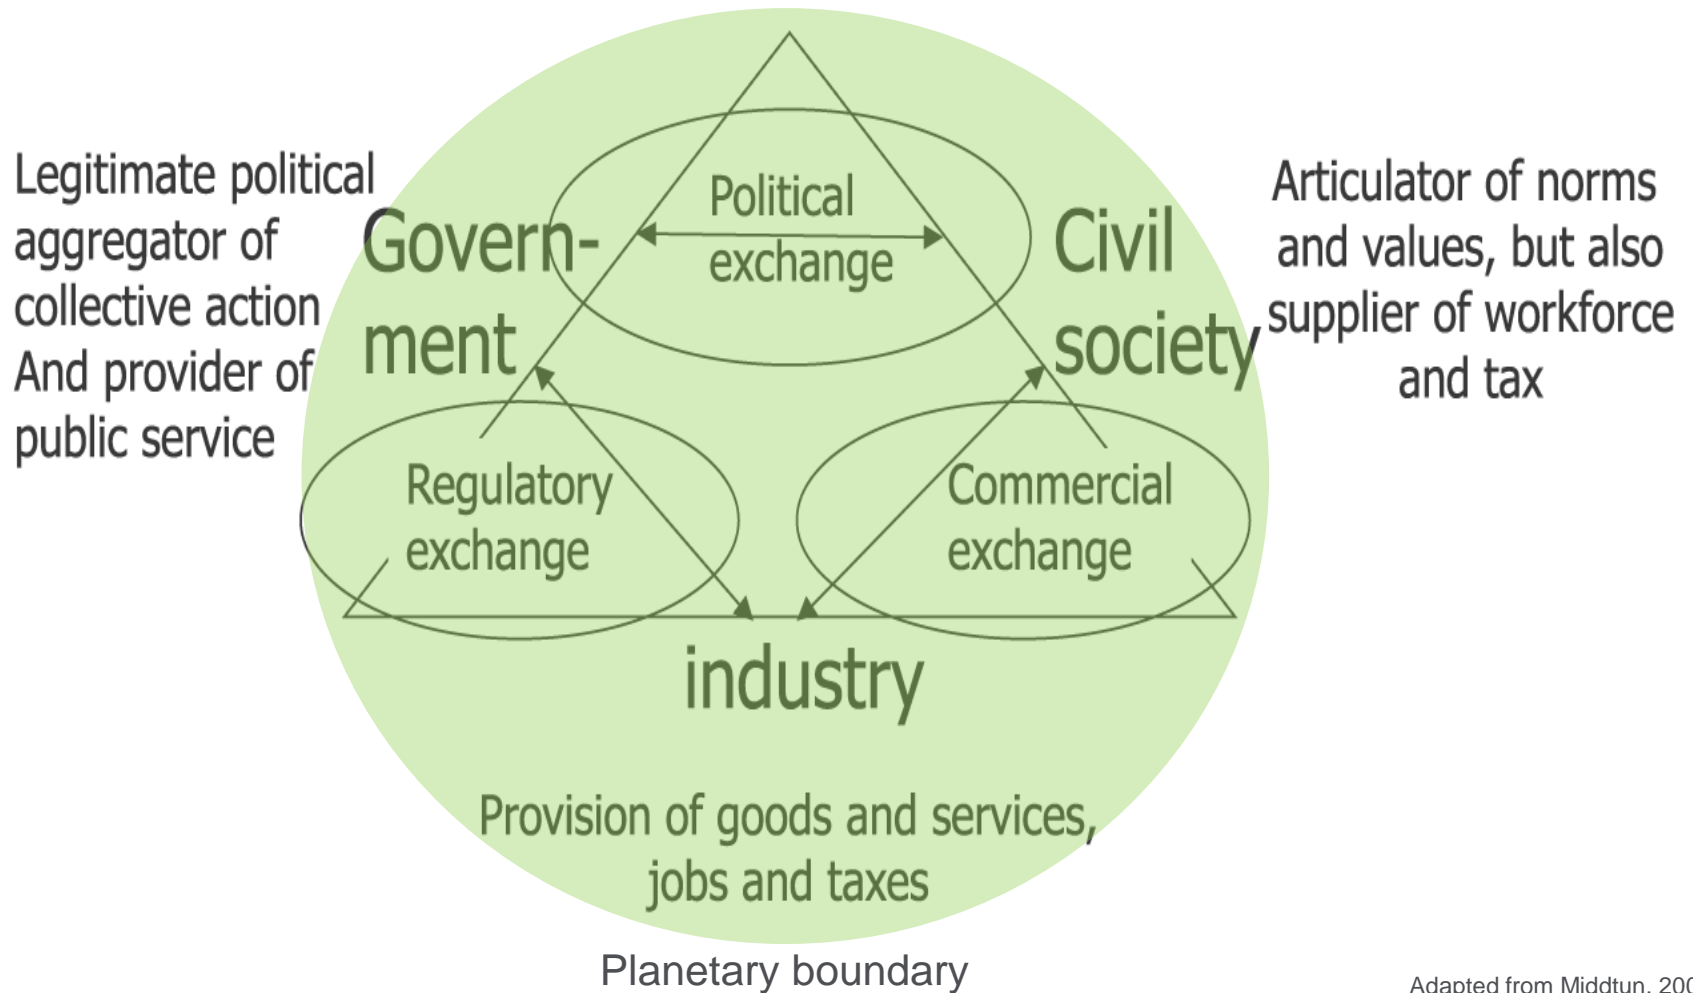 Legitimate political
aggregator of
collective action
And provider of
public service
Govern-
ment
Political
exchange
Civil
society
Articulator of norms
and values, but also
supplier of workforce
and tax
Regulatory
exchange
Commercial
exchange
industry
Provision of goods and services,
jobs and taxes
Planetary boundary
Adapted from Middtun,